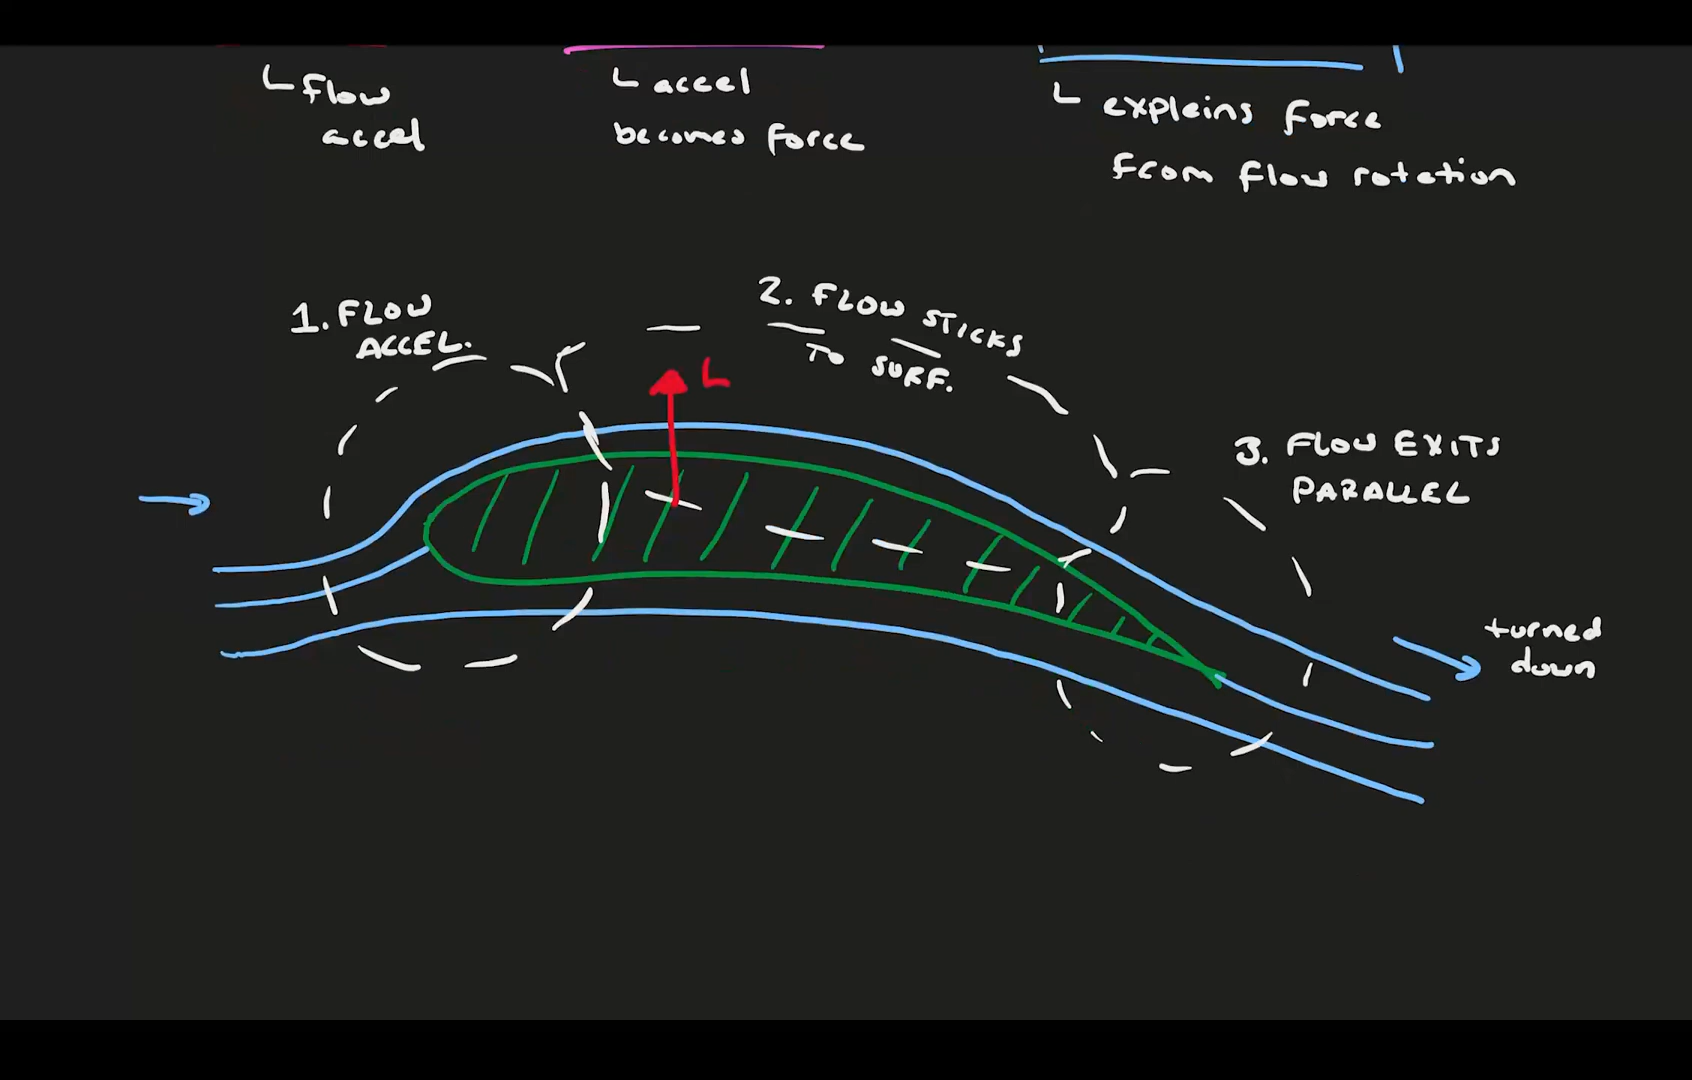 flow
accel
accel
becomes force
expleins force
from flow rotation
1. FLOW
ACCEL.
2. FLOW STICKS
TO SURF.
L
3. FLOW EXITS
PARALLEL
turned
down